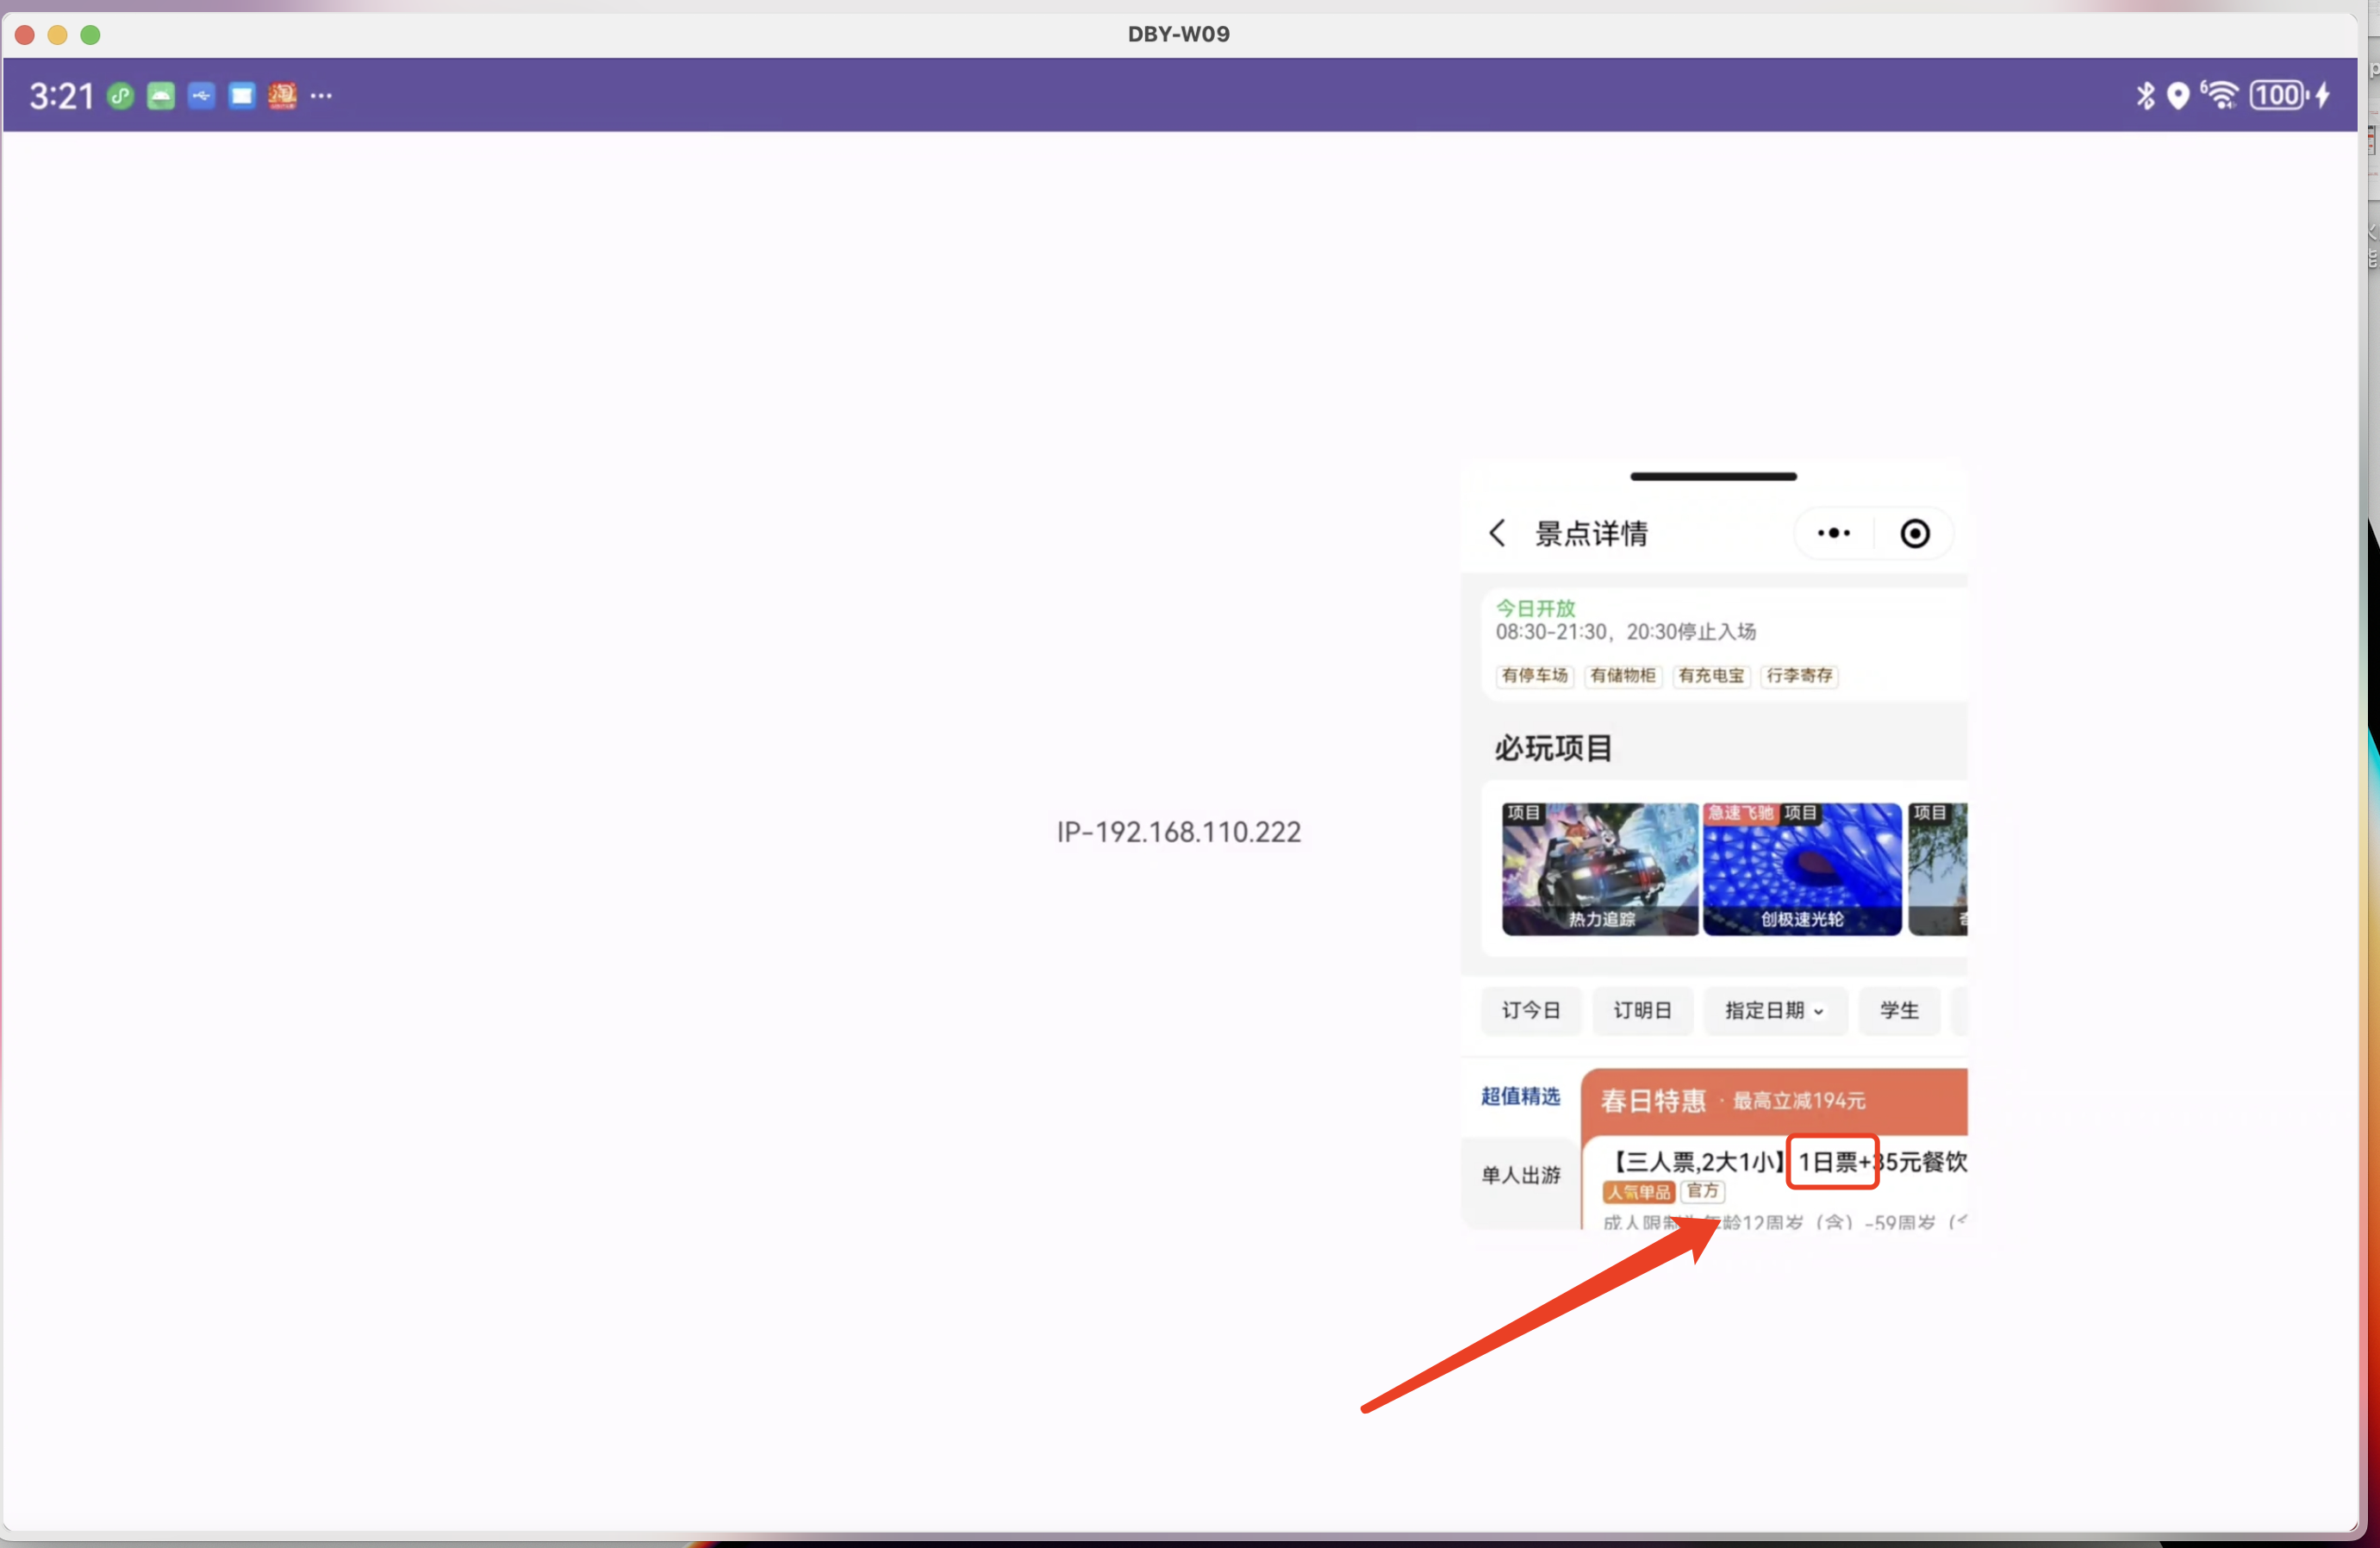 DBY-W09
3:21
6
100
IP-192.168.110.222
景点详情
今日开放
08:30-21:30，20:30停止入场
有停车场 有储物柜 有充电宝 行李寄存
必玩项目
项目 急速飞驰 项目 项目
热力追踪 创极速光轮
订今日 订明日 指定日期 学生
超值精选 春日特惠 · 最高立减194元
单人出游 【三人票,2大1小】1日票+35元餐饮
人气单品 官方
成人限制为年龄12周岁（含）-59周岁（